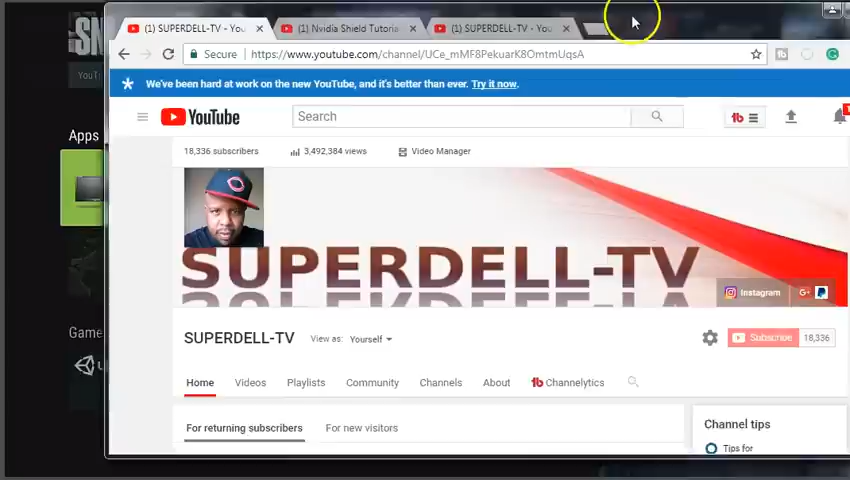 (1) SUPERDELL-TV - You
(1) Nvidia Shield Tutoria
(1) SUPERDELL-TV - You
Secure
https://www.youtube.com/channel/UCe_mMF8PekuarK8OmtmUqsA
We've been hard at work on the new YouTube, and it's better than ever. Try it now.
YouTube
Search
tb
18,336 subscribers
3,492,384 views
Video Manager
Apps
SUPERDELL-TV
Instagram
G+
Game
SUPERDELL-TV
View as:
Yourself
Subscribe
18,336
Home
Videos
Playlists
Community
Channels
About
tb Channelytics
For returning subscribers
For new visitors
Channel tips
Tips for